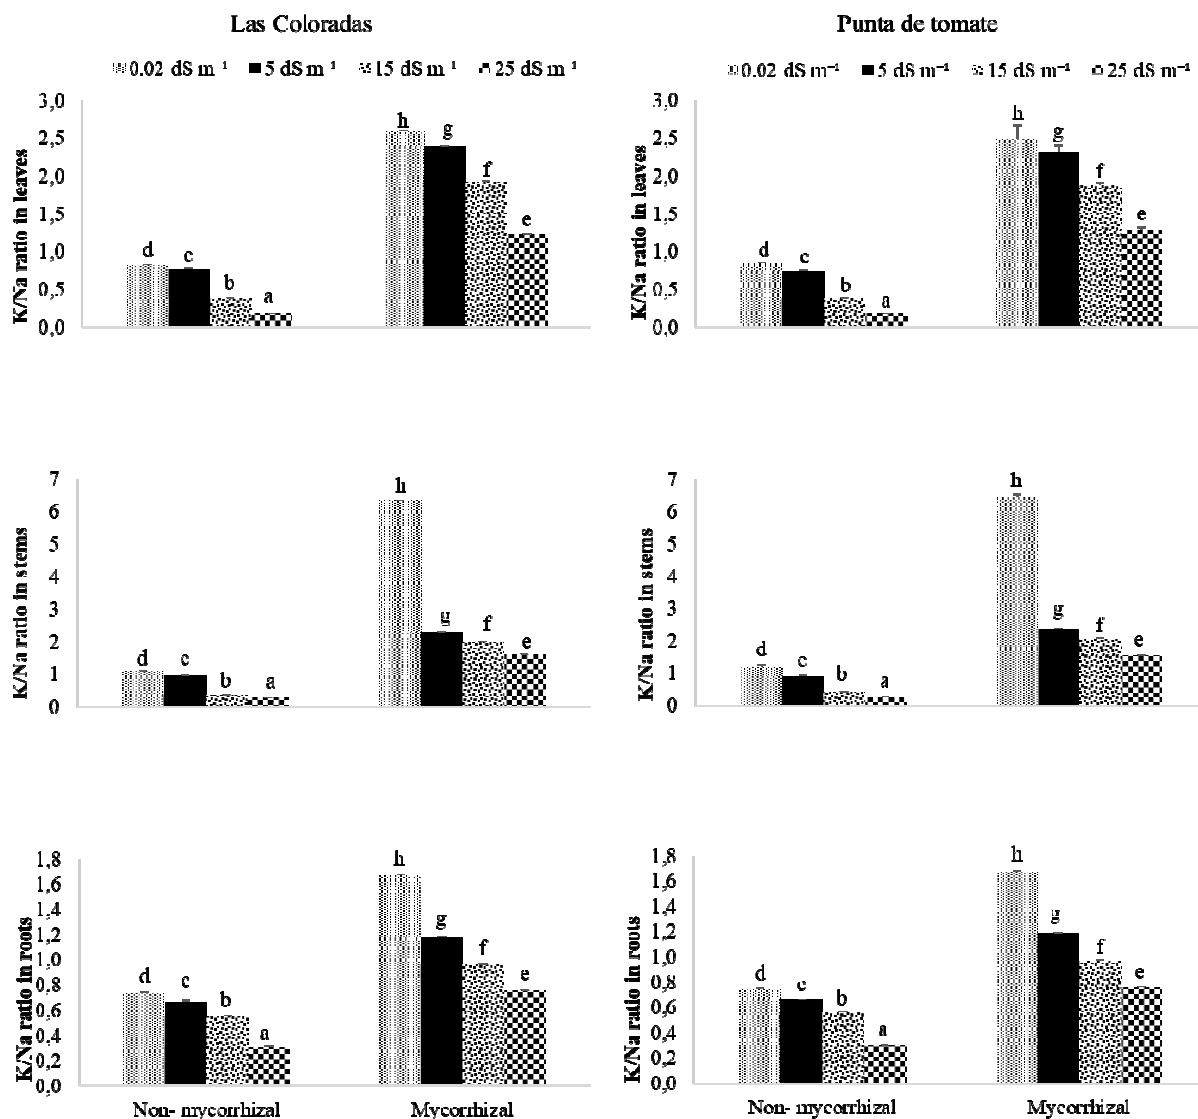 Las Coloradas
0.02 dS m⁻¹ 5 dS m⁻¹ 15 dS m⁻¹ 25 dS m⁻¹
K/Na ratio in leaves
3,0
2,5
2,0
1,5
1,0
0,5
0,0
d c b a h g f e
Punta de tomate
0.02 dS m⁻¹ 5 dS m⁻¹ 15 dS m⁻¹ 25 dS m⁻¹
K/Na ratio in leaves
3,0
2,5
2,0
1,5
1,0
0,5
0,0
d c b a h g f e
K/Na ratio in stems
7
6
5
4
3
2
1
0
d c b a h g f e
K/Na ratio in stems
7
6
5
4
3
2
1
0
d c b a h g f e
K/Na ratio in roots
1,8
1,6
1,4
1,2
1,0
0,8
0,6
0,4
0,2
0,0
d c b a h g f e
Non- mycorrhizal Mycorrhizal
K/Na ratio in roots
1,8
1,6
1,4
1,2
1,0
0,8
0,6
0,4
0,2
0,0
d c b a h g f e
Non-mycorrhizal Mycorrhizal